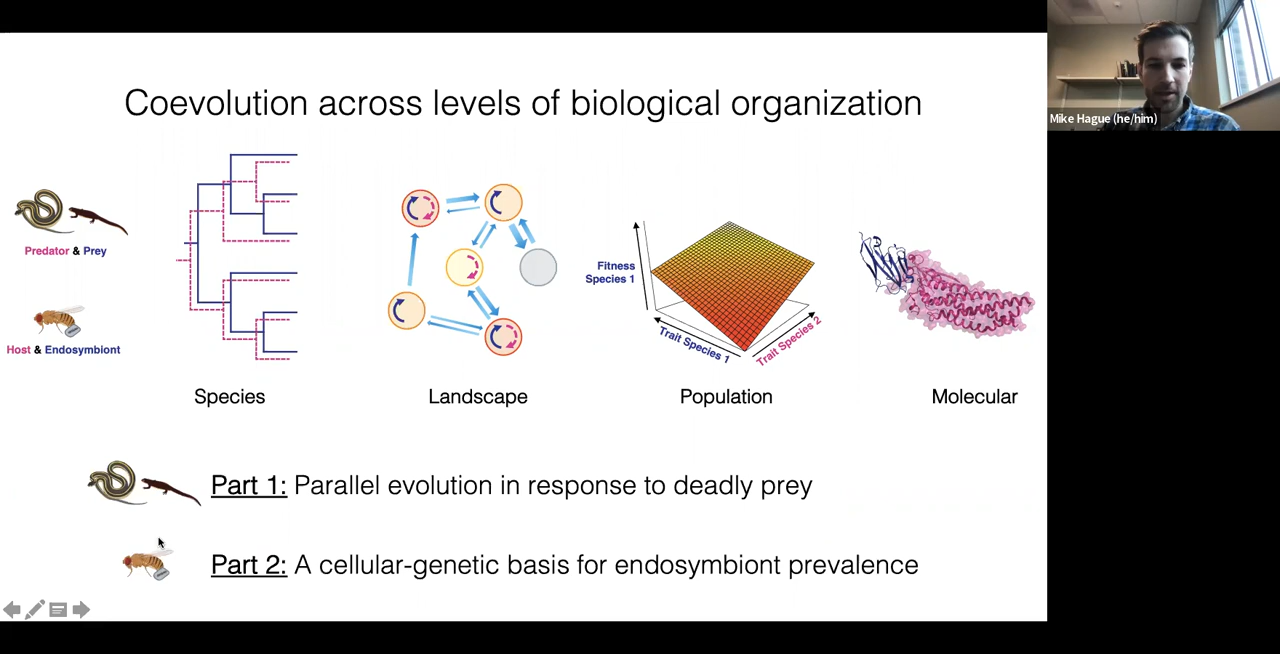 Coevolution across levels of biological organization
Mike Hague (he/him)
Predator & Prey
Host & Endosymbiont
Fitness
Species 1
Trait Species 1
Trait Species 2
Species
Landscape
Population
Molecular
Part 1: Parallel evolution in response to deadly prey
Part 2: A cellular-genetic basis for endosymbiont prevalence